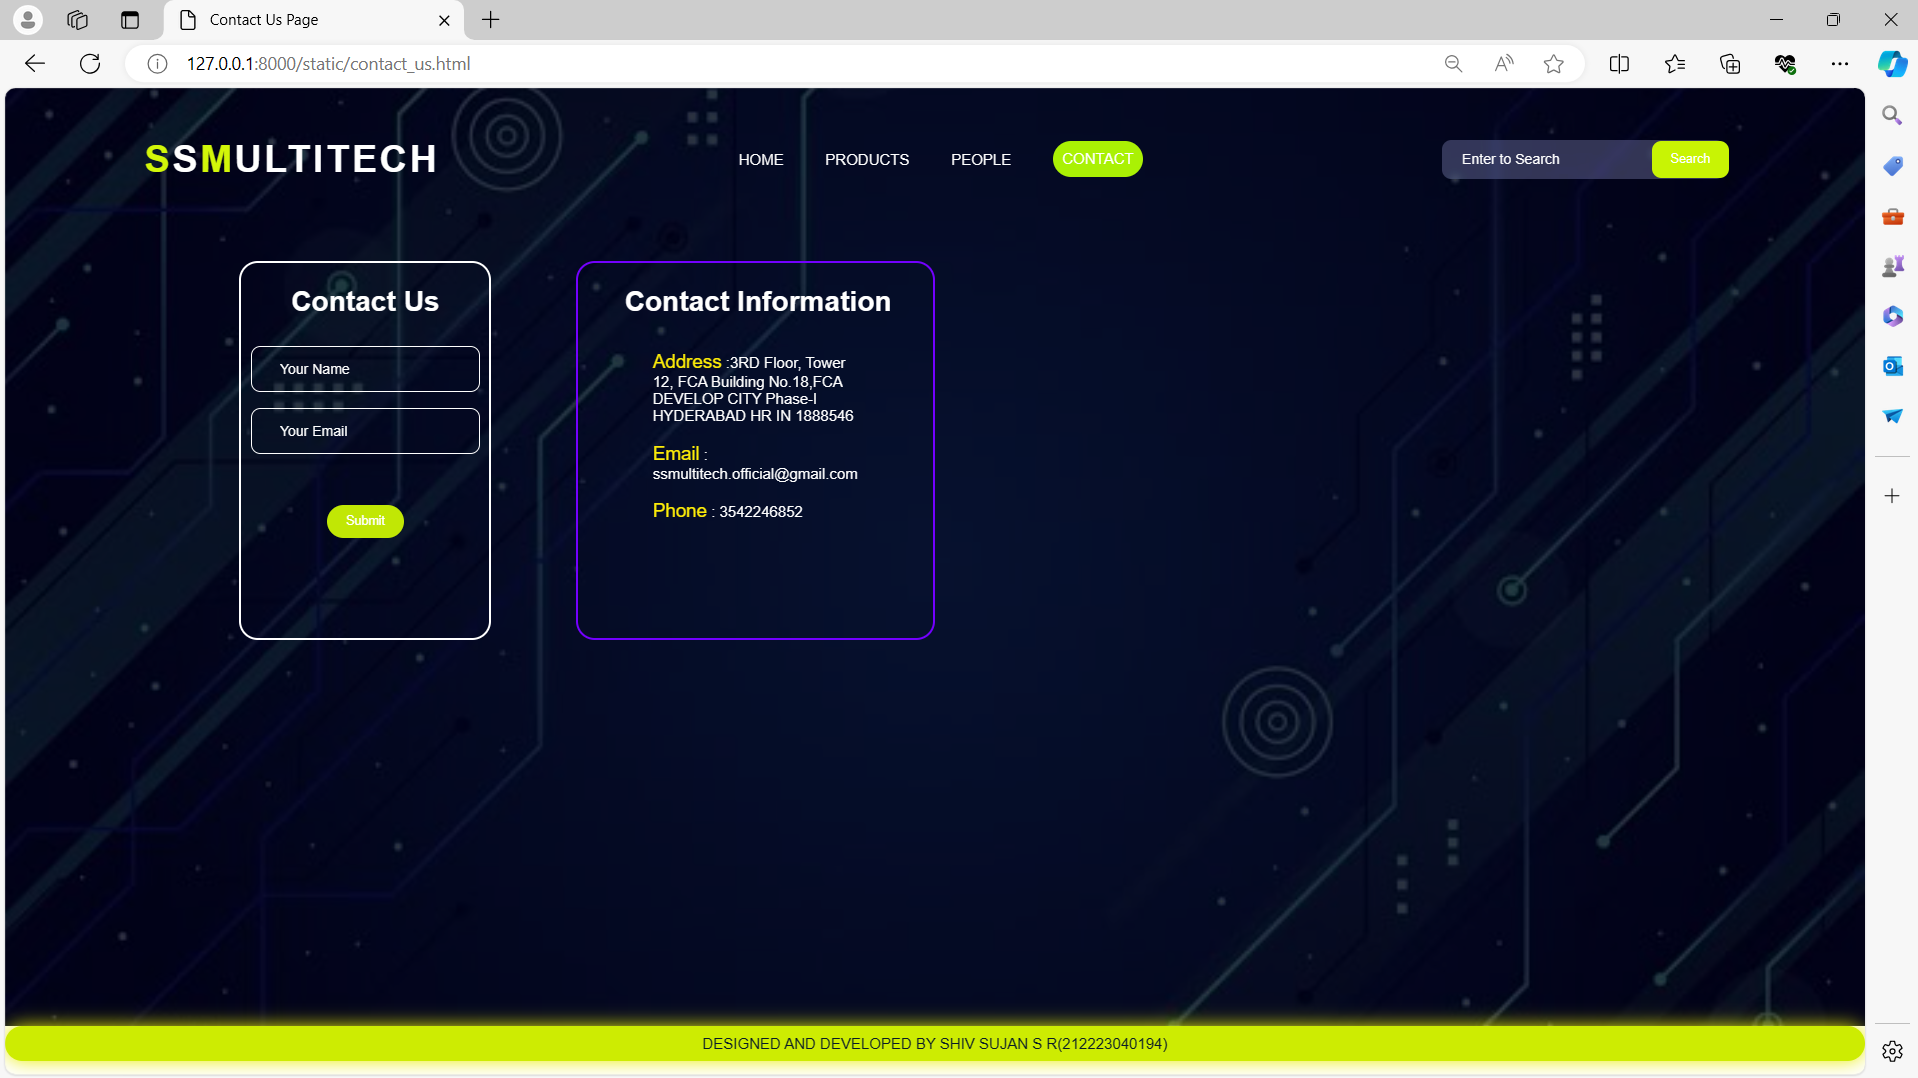 Contact Us Page
127.0.0.1:8000/static/contact_us.html
SSMULTITECH
HOME
PRODUCTS
PEOPLE
CONTACT
Enter to Search
Search
Contact Us
Your Name
Your Email
Submit
Contact Information
Address :3RD Floor, Tower
12, FCA Building No.18,FCA
DEVELOP CITY Phase-I
HYDERABAD HR IN 1888546
Email :
ssmultitech.official@gmail.com
Phone : 3542246852
DESIGNED AND DEVELOPED BY SHIV SUJAN S R(212223040194)